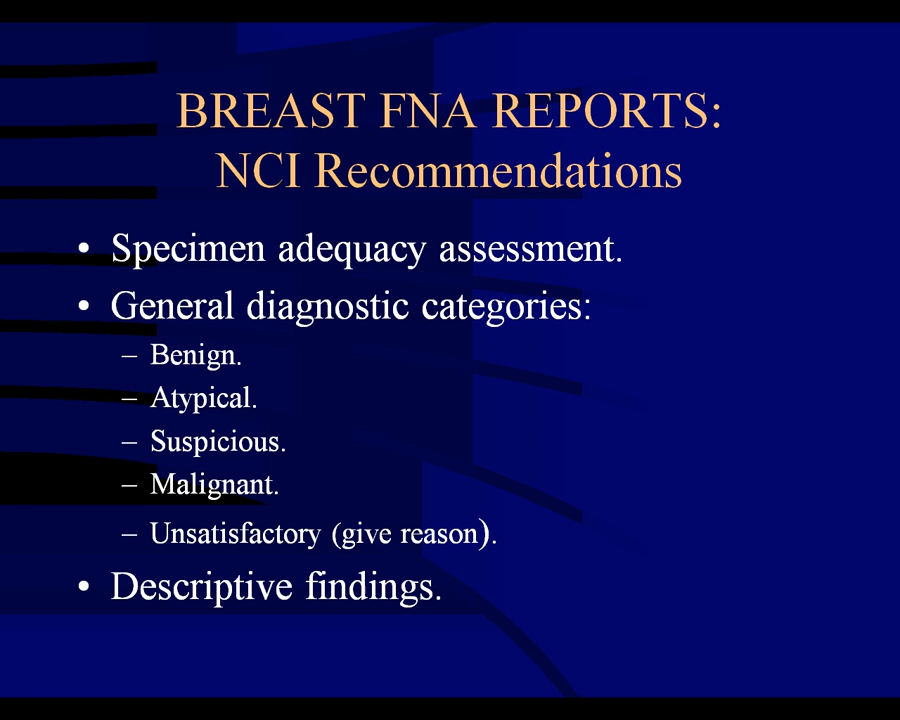 BREAST FNA REPORTS:
NCI Recommendations
• Specimen adequacy assessment.
• General diagnostic categories:
– Benign.
– Atypical.
– Suspicious.
– Malignant.
– Unsatisfactory (give reason).
• Descriptive findings.